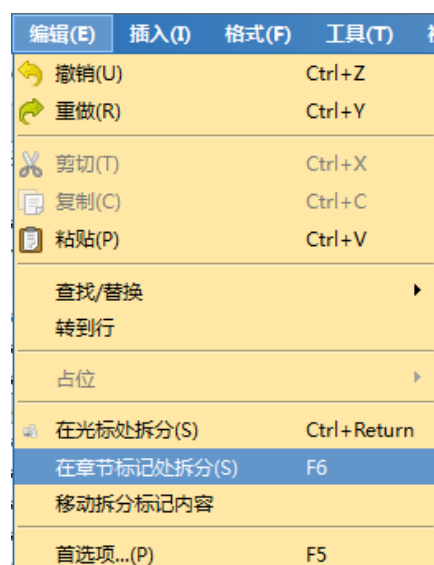 编辑(E) 插入(I) 格式(F) 工具(T)
撤销(U) Ctrl+Z
重做(R) Ctrl+Y
剪切(T) Ctrl+X
复制(C) Ctrl+C
粘贴(P) Ctrl+V
查找/替换
转到行
占位
在光标处拆分(S) Ctrl+Return
在章节标记处拆分(S) F6
移动拆分标记内容
首选项...(P) F5